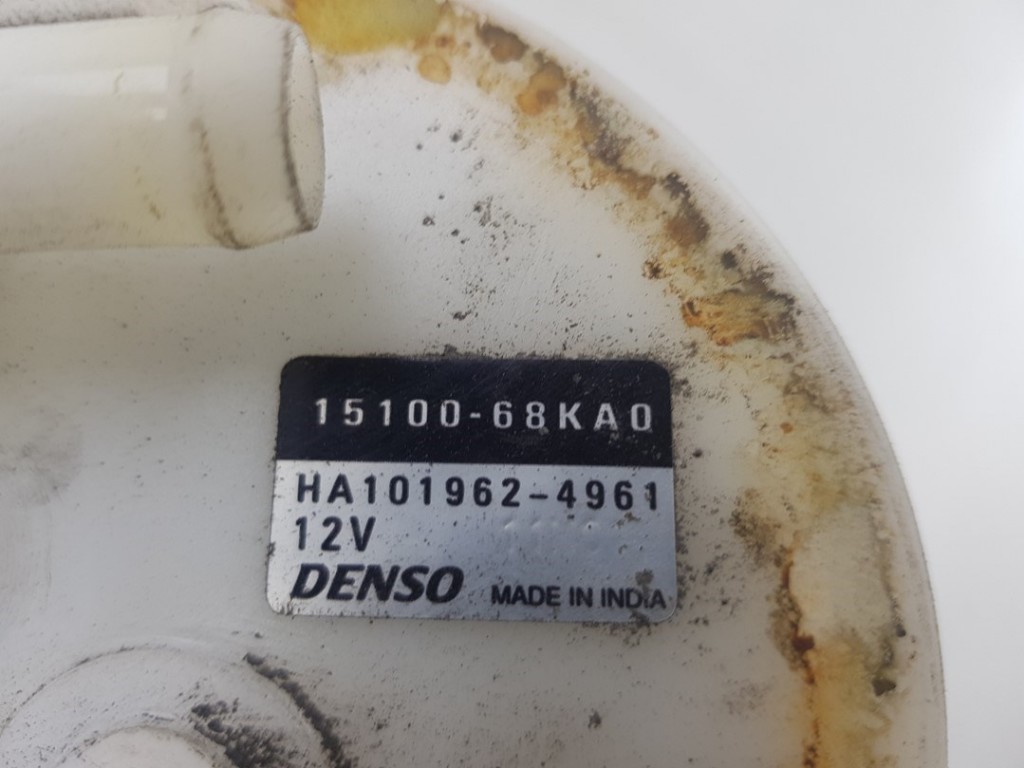 15100-68KA0
HA101962-4961
12V
DENSO MADE IN INDIA